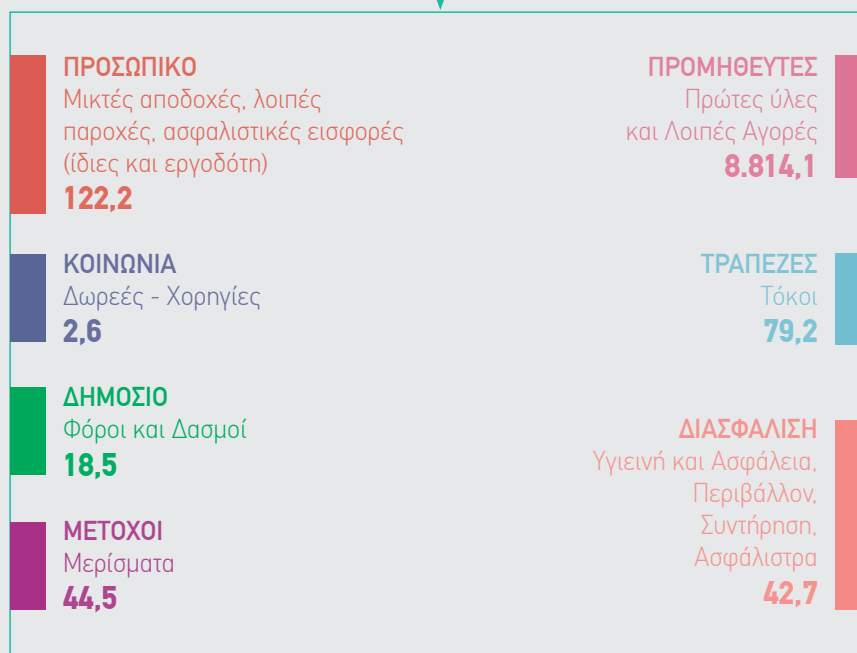 ΠΡΟΣΩΠΙΚΟ
Μικτές αποδοχές, λοιπές
παροχές, ασφαλιστικές εισφορές
(ίδιες και εργοδότη)
122,2
ΚΟΙΝΩΝΙΑ
Δωρεές - Χορηγίες
2,6
ΔΗΜΟΣΙΟ
Φόροι και Δασμοί
18,5
ΜΕΤΟΧΟΙ
Μερίσματα
44,5
ΠΡΟΜΗΘΕΥΤΕΣ
Πρώτες ύλες
και Λοιπές Αγορές
8.814,1
ΤΡΑΠΕΖΕΣ
Τόκοι
79,2
ΔΙΑΣΦΑΛΙΣΗ
Υγιεινή και Ασφάλεια,
Περιβάλλον,
Συντήρηση,
Ασφάλιστρα
42,7